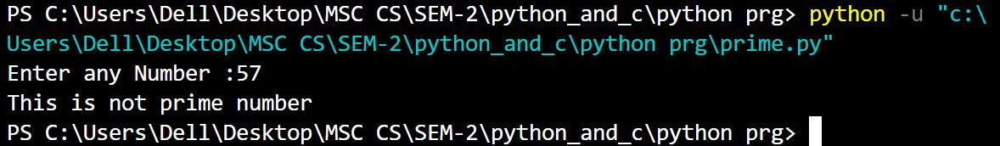 PS C:\Users\Dell\Desktop\MSC CS\SEM-2\python_and_c\python prg> python -u "c:\
Users\Dell\Desktop\MSC CS\SEM-2\python_and_c\python prg\prime.py"
Enter any Number :57
This is not prime number
PS C:\Users\Dell\Desktop\MSC CS\SEM-2\python_and_c\python prg>